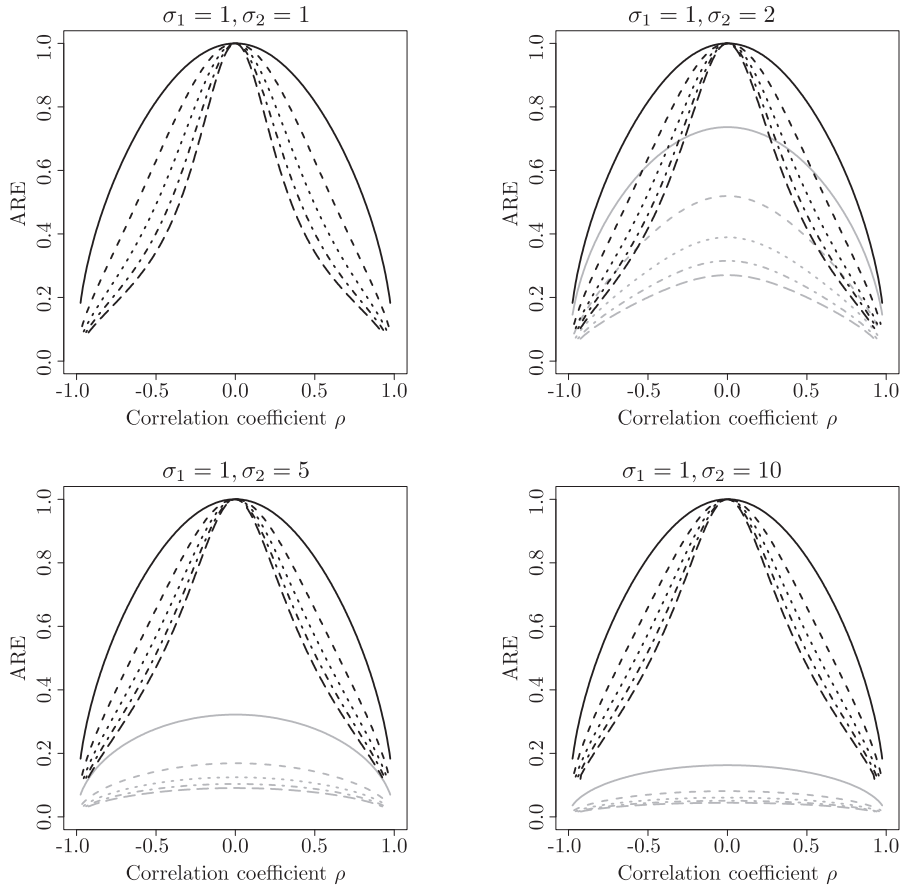 σ₁ = 1, σ₂ = 1
ARE
1.0
0.8
0.6
0.4
0.2
0.0
-1.0 -0.5 0.0 0.5 1.0
Correlation coefficient ρ
σ₁ = 1, σ₂ = 2
ARE
1.0
0.8
0.6
0.4
0.2
0.0
-1.0 -0.5 0.0 0.5 1.0
Correlation coefficient ρ
σ₁ = 1, σ₂ = 5
ARE
1.0
0.8
0.6
0.4
0.2
0.0
-1.0 -0.5 0.0 0.5 1.0
Correlation coefficient ρ
σ₁ = 1, σ₂ = 10
ARE
1.0
0.8
0.6
0.4
0.2
0.0
-1.0 -0.5 0.0 0.5 1.0
Correlation coefficient ρ